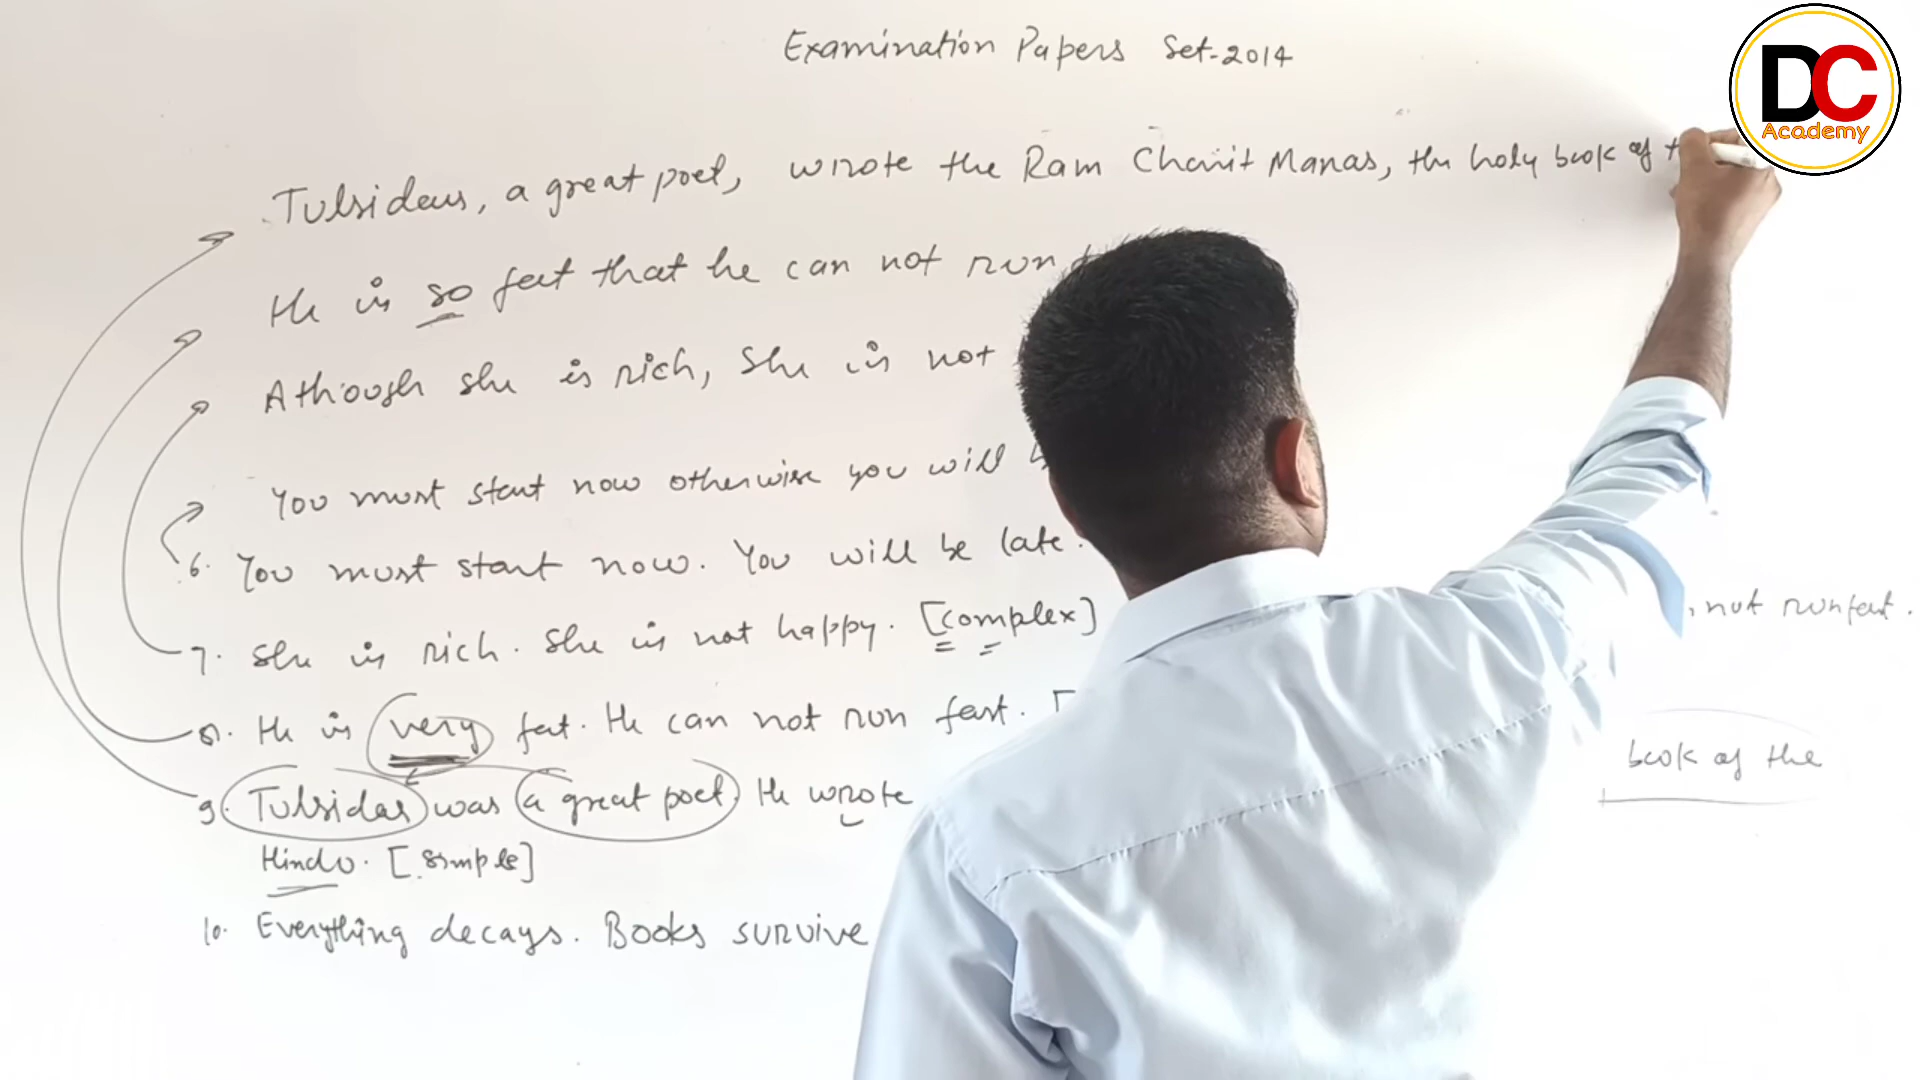 Examination Papers Set-2014
DC
Academy
Tulsidas, a great poet, wrote the Ram Charit Manas, the holy book of t
He is so fat that he can not run f
Athough she is rich, She is not
You must start now otherwise you will b
6. You must start now. You will be late.
7. She is rich. She is not happy. [complex]
not run fast.
8. He is very fat. He can not run fast. [
book of the
9. Tulsidas was a great poet. He wrote
Hindu. [simple]
10. Everything decays. Books survive